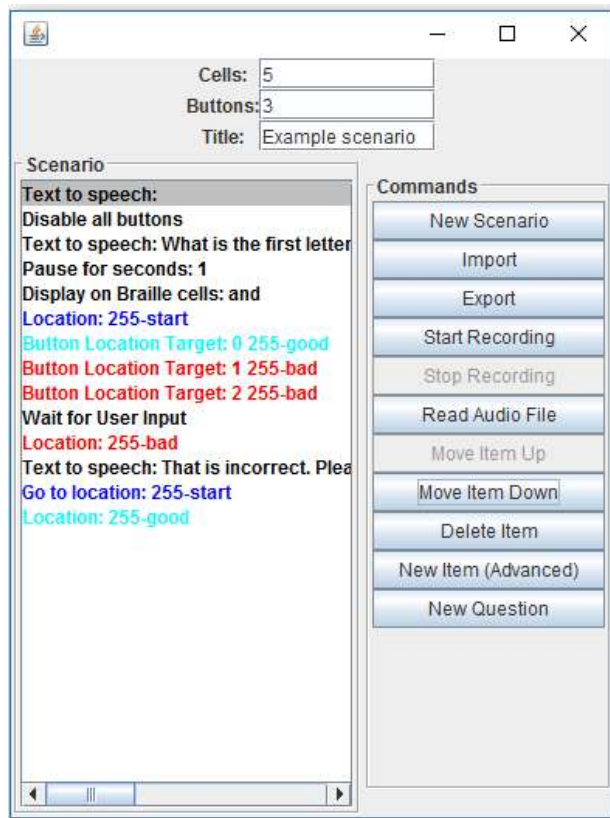 Cells: 5
Buttons: 3
Title: Example scenario
Scenario
Text to speech:
Disable all buttons
Text to speech: What is the first letter
Pause for seconds: 1
Display on Braille cells: and
Location: 255-start
Button Location Target: 0 255-good
Button Location Target: 1 255-bad
Button Location Target: 2 255-bad
Wait for User Input
Location: 255-bad
Text to speech: That is incorrect. Plea
Go to location: 255-start
Location: 255-good
Commands
New Scenario
Import
Export
Start Recording
Stop Recording
Read Audio File
Move Item Up
Move Item Down
Delete Item
New Item (Advanced)
New Question